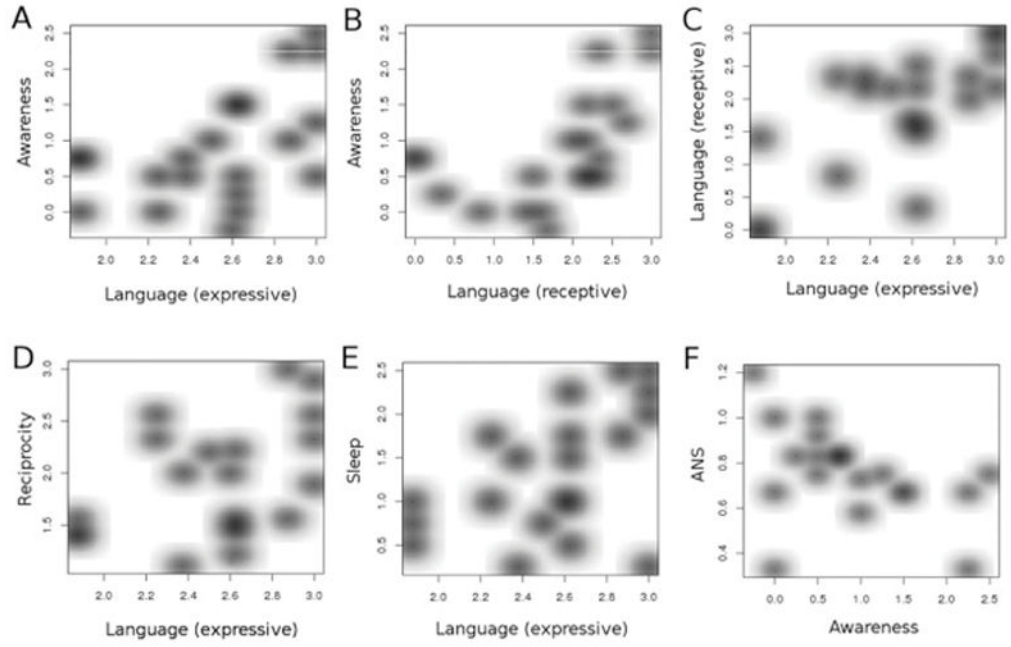 A
Awareness
2.5
2.0
1.5
1.0
0.5
0.0
2.0 2.2 2.4 2.6 2.8 3.0
Language (expressive)
B
Awareness
2.5
2.0
1.5
1.0
0.5
0.0
0.0 0.5 1.0 1.5 2.0 2.5 3.0
Language (receptive)
C
Language (receptive)
3.0
2.5
2.0
1.5
1.0
0.5
0.0
2.0 2.2 2.4 2.6 2.8 3.0
Language (expressive)
D
Reciprocity
3.0
2.5
2.0
1.5
2.0 2.2 2.4 2.6 2.8 3.0
Language (expressive)
E
Sleep
2.5
2.0
1.5
1.0
0.5
2.0 2.2 2.4 2.6 2.8 3.0
Language (expressive)
F
ANS
1.2
1.0
0.8
0.6
0.4
0.0 0.5 1.0 1.5 2.0 2.5
Awareness